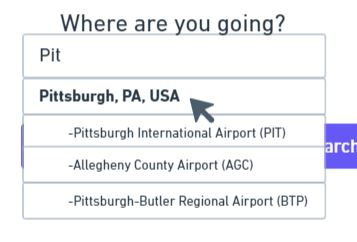 Where are you going?
Pit
Pittsburgh, PA, USA
-Pittsburgh International Airport (PIT)
arch
-Allegheny County Airport (AGC)
-Pittsburgh-Butler Regional Airport (BTP)